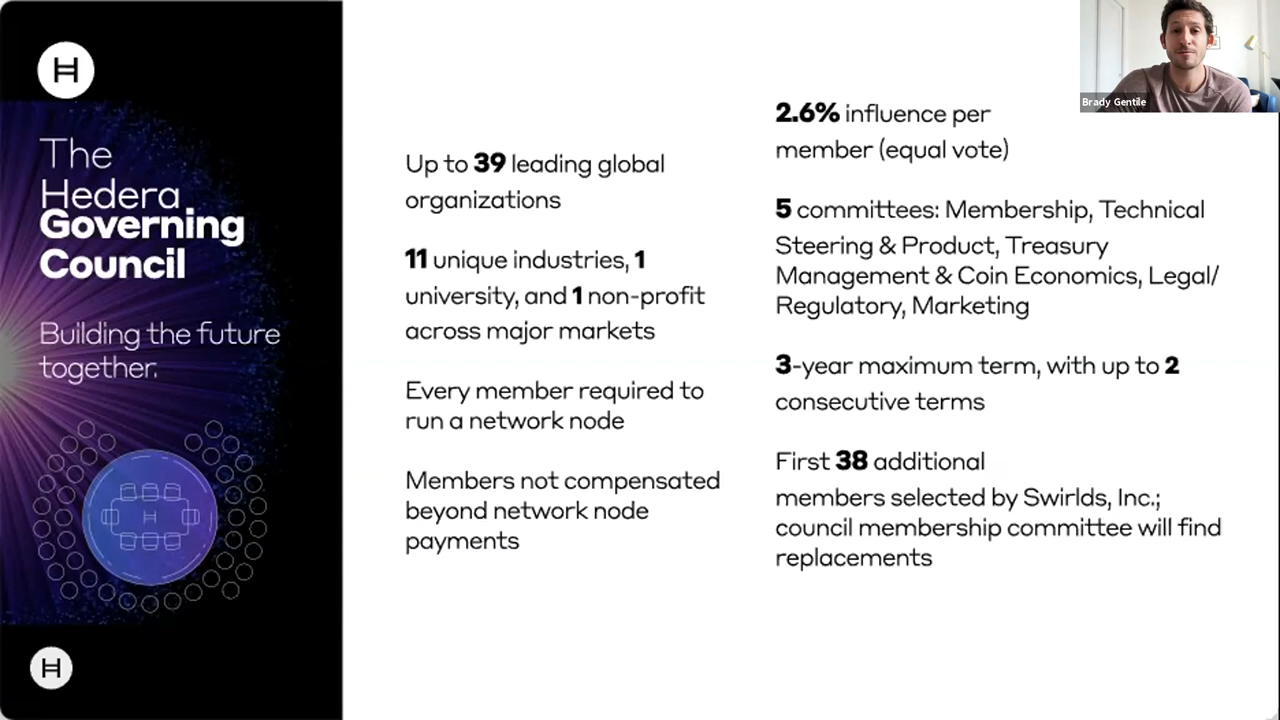 The
Hedera
Governing
Council
Building the future
together.
Up to 39 leading global
organizations
11 unique industries, 1
university, and 1 non-profit
across major markets
Every member required to
run a network node
Members not compensated
beyond network node
payments
2.6% influence per
member (equal vote)
5 committees: Membership, Technical
Steering & Product, Treasury
Management & Coin Economics, Legal/
Regulatory, Marketing
3-year maximum term, with up to 2
consecutive terms
First 38 additional
members selected by Swirlds, Inc.;
council membership committee will find
replacements
Brady Gentile